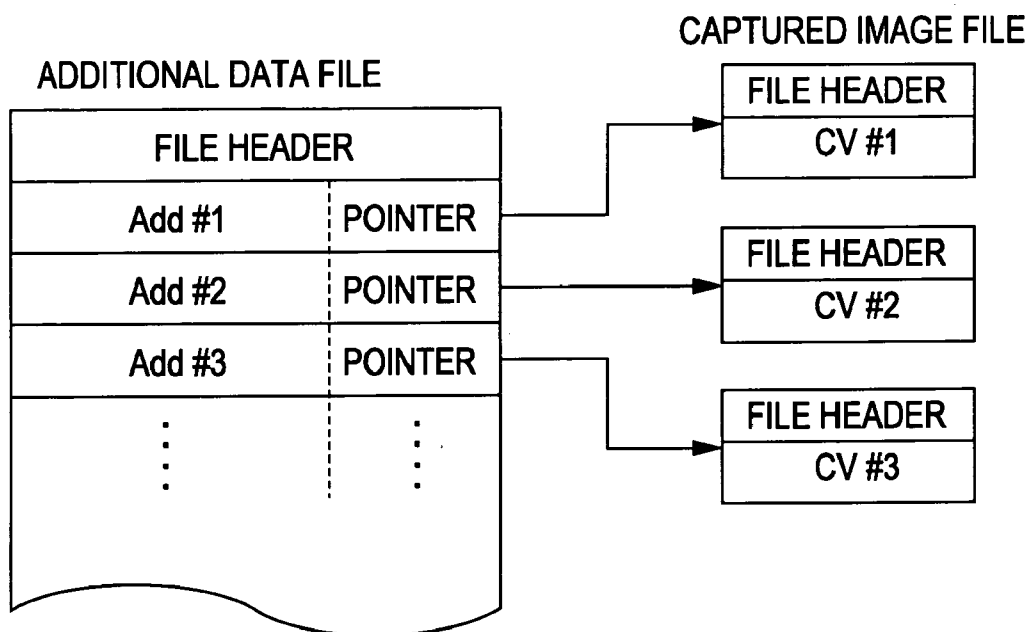 CAPTURED IMAGE FILE
ADDITIONAL DATA FILE
FILE HEADER
Add #1 POINTER
Add #2 POINTER
Add #3 POINTER
FILE HEADER
CV #1
FILE HEADER
CV #2
FILE HEADER
CV #3